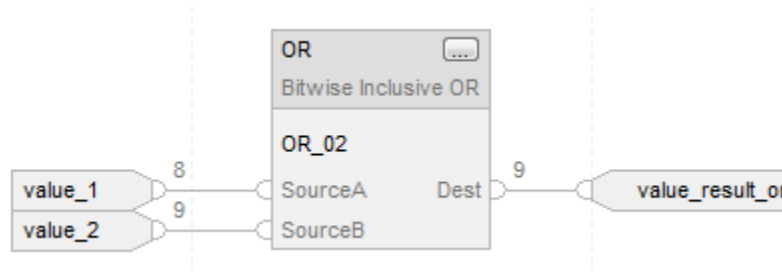 OR ...
Bitwise Inclusive OR
OR_02
8
value_1 SourceA Dest 9 value_result_or
9
value_2 SourceB